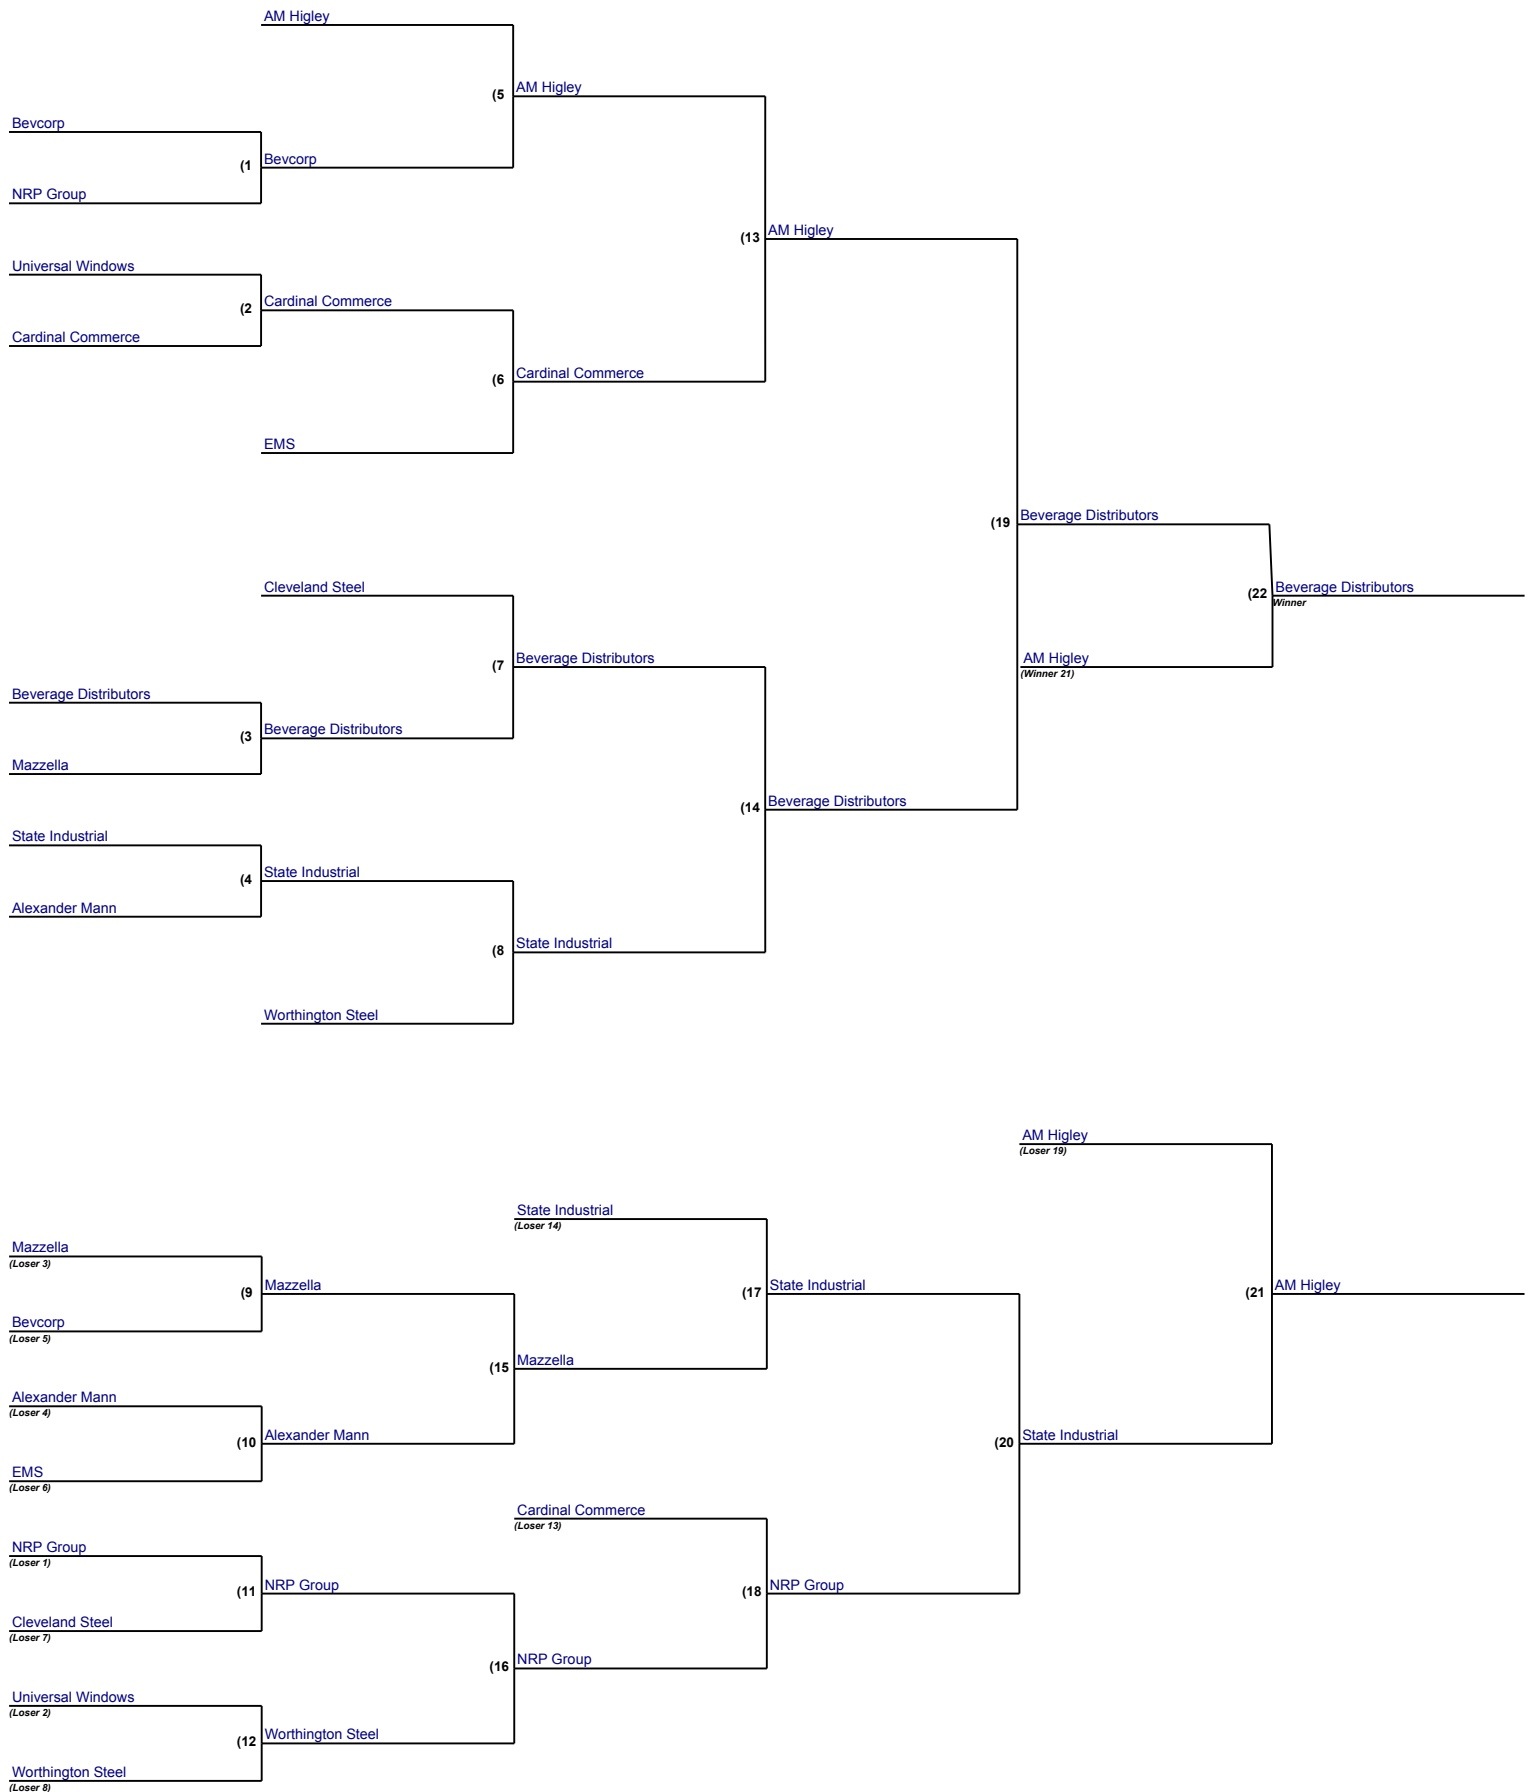 AM Higley
(5
AM Higley
Bevcorp
(1
Bevcorp
NRP Group
(13
AM Higley
Universal Windows
(2
Cardinal Commerce
Cardinal Commerce
(6
Cardinal Commerce
EMS
(19
Beverage Distributors
Cleveland Steel
(22
Beverage Distributors
Winner
(7
Beverage Distributors
AM Higley
(Winner 21)
Beverage Distributors
(3
Beverage Distributors
Mazzella
(14
Beverage Distributors
State Industrial
(4
State Industrial
Alexander Mann
(8
State Industrial
Worthington Steel
AM Higley
(Loser 19)
State Industrial
(Loser 14)
Mazzella
(Loser 3)
(9
Mazzella
(17
State Industrial
(21
AM Higley
Bevcorp
(Loser 5)
(15
Mazzella
Alexander Mann
(Loser 4)
(10
Alexander Mann
(20
State Industrial
EMS
(Loser 6)
Cardinal Commerce
(Loser 13)
NRP Group
(Loser 1)
(11
NRP Group
(18
NRP Group
Cleveland Steel
(Loser 7)
(16
NRP Group
Universal Windows
(Loser 2)
(12
Worthington Steel
Worthington Steel
(Loser 8)